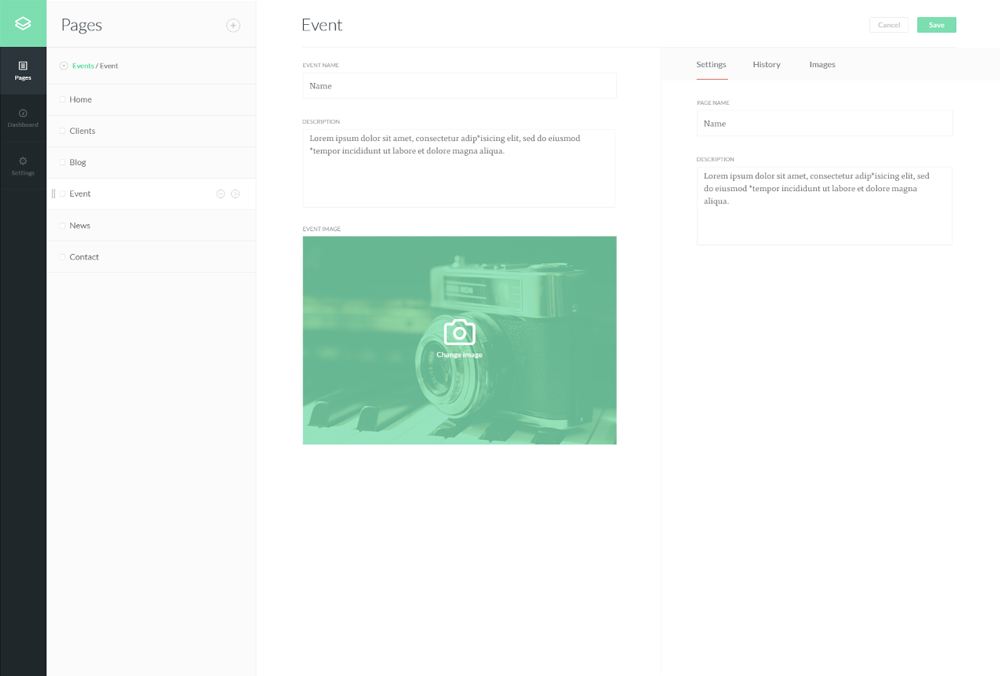 Pages
Event
Cancel
Save
Pages
Dashboard
Settings
Events / Event
Home
Clients
Blog
Event
News
Contact
EVENT NAME
Name
DESCRIPTION
Lorem ipsum dolor sit amet, consectetur adip*isicing elit, sed do eiusmod
*tempor incididunt ut labore et dolore magna aliqua.
EVENT IMAGE
Change image
Settings
History
Images
PAGE NAME
Name
DESCRIPTION
Lorem ipsum dolor sit amet, consectetur adip*isicing elit, sed
do eiusmod *tempor incididunt ut labore et dolore magna
aliqua.